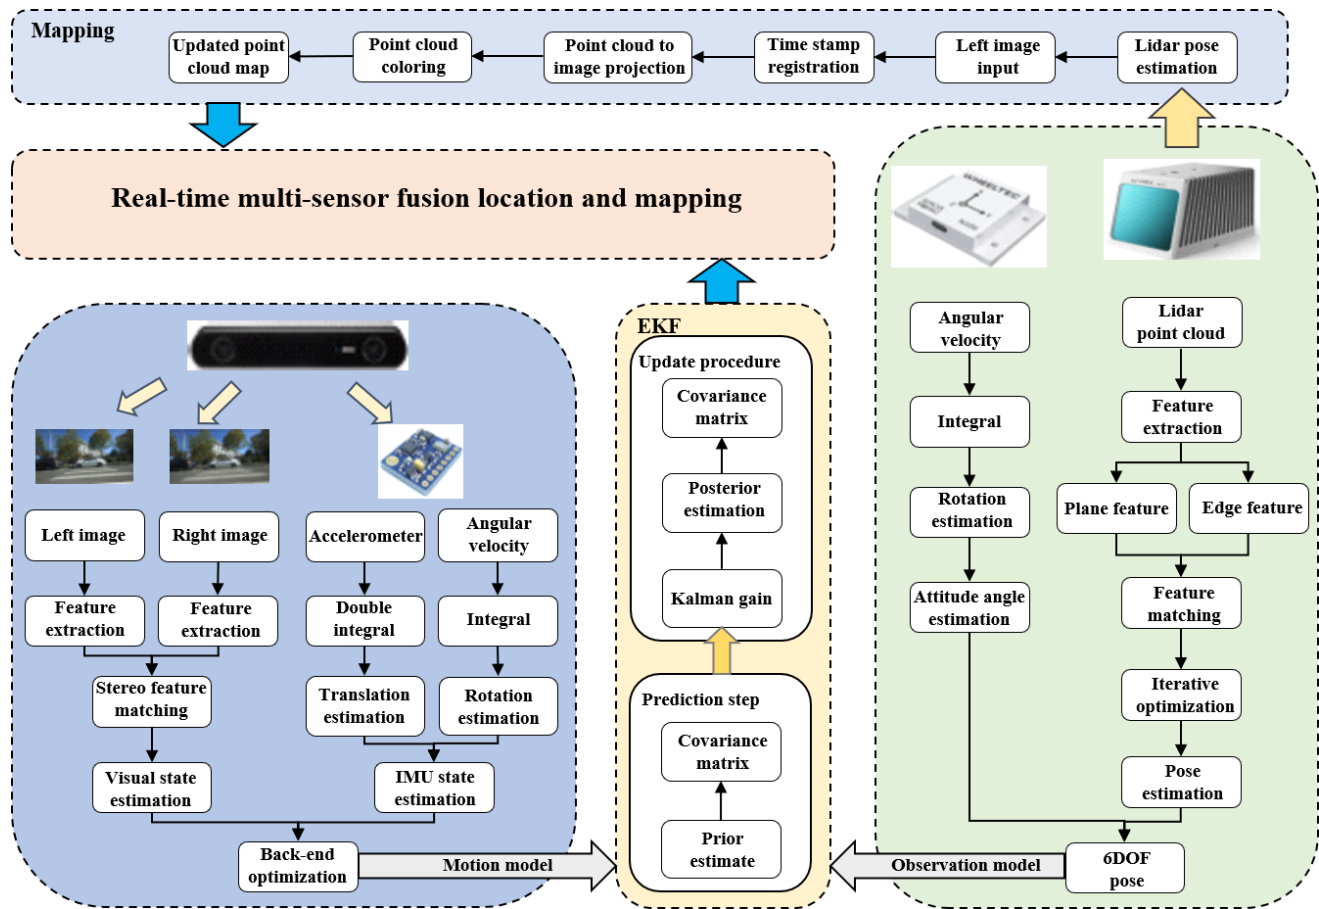 Mapping
Updated point
cloud map
Point cloud
coloring
Point cloud to
image projection
Time stamp
registration
Left image
input
Lidar pose
estimation
Real-time multi-sensor fusion location and mapping
WHEELTEC
Angular
velocity
Integral
Rotation
estimation
Attitude angle
estimation
Lidar
point cloud
Feature
extraction
Plane feature
Edge feature
Feature
matching
Iterative
optimization
Pose
estimation
6DOF
pose
Observation model
EKF
Update procedure
Covariance
matrix
Posterior
estimation
Kalman gain
Prediction step
Covariance
matrix
Prior
estimate
Left image
Right image
Accelerometer
Angular
velocity
Feature
extraction
Feature
extraction
Double
integral
Integral
Stereo feature
matching
Translation
estimation
Rotation
estimation
Visual state
estimation
IMU state
estimation
Back-end
optimization
Motion model